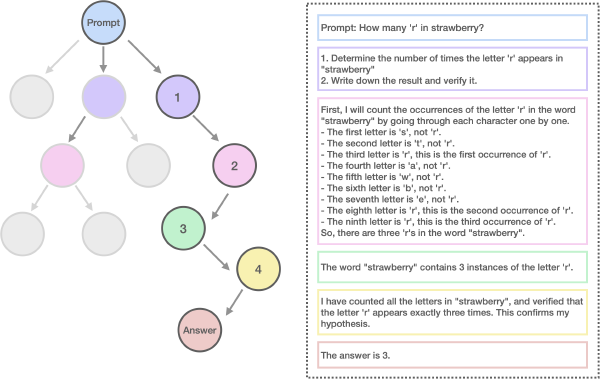 Prompt
1
2
3
4
Answer
Prompt: How many 'r' in strawberry?
1. Determine the number of times the letter 'r' appears in
"strawberry"
2. Write down the result and verify it.
First, I will count the occurrences of the letter 'r' in the word
"strawberry" by going through each character one by one.
- The first letter is 's', not 'r'.
- The second letter is 't', not 'r'.
- The third letter is 'r', this is the first occurrence of 'r'.
- The fourth letter is 'a', not 'r'.
- The fifth letter is 'w', not 'r'.
- The sixth letter is 'b', not 'r'.
- The seventh letter is 'e', not 'r'.
- The eighth letter is 'r', this is the second occurrence of 'r'.
- The ninth letter is 'r', this is the third occurrence of 'r'.
So, there are three 'r's in the word "strawberry".
The word "strawberry" contains 3 instances of the letter 'r'.
I have counted all the letters in "strawberry", and verified that
the letter 'r' appears exactly three times. This confirms my
hypothesis.
The answer is 3.